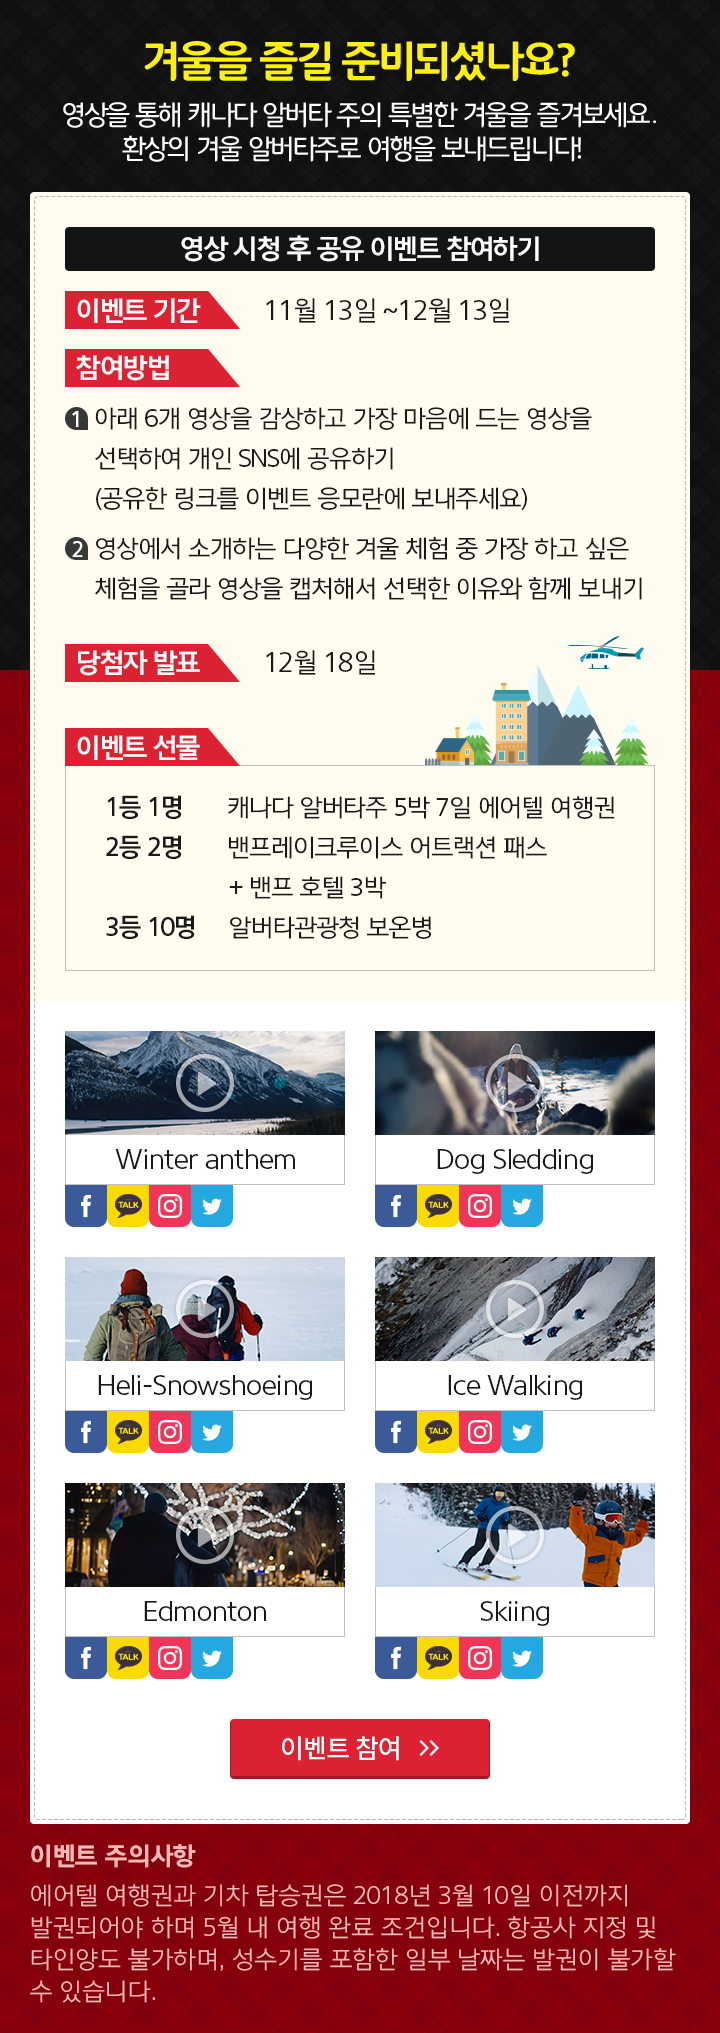 겨울을 즐길 준비되셨나요?
영상을 통해 캐나다 알버타 주의 특별한 겨울을 즐겨보세요.
환상의 겨울 알버타주로 여행을 보내드립니다!
영상 시청 후 공유 이벤트 참여하기
이벤트 기간 11월 13일 ~12월 13일
참여방법
1 아래 6개 영상을 감상하고 가장 마음에 드는 영상을
선택하여 개인 SNS에 공유하기
(공유한 링크를 이벤트 응모란에 보내주세요)
2 영상에서 소개하는 다양한 겨울 체험 중 가장 하고 싶은
체험을 골라 영상을 캡처해서 선택한 이유와 함께 보내기
당첨자 발표 12월 18일
이벤트 선물
1등 1명 캐나다 알버타주 5박 7일 에어텔 여행권
2등 2명 밴프레이크루이스 어트랙션 패스
+ 밴프 호텔 3박
3등 10명 알버타관광청 보온병
Winter anthem Dog Sledding
f TALK f TALK
Heli-Snowshoeing Ice Walking
f TALK f TALK
Edmonton Skiing
f TALK f TALK
이벤트 참여 >>
이벤트 주의사항
에어텔 여행권과 기차 탑승권은 2018년 3월 10일 이전까지
발권되어야 하며 5월 내 여행 완료 조건입니다. 항공사 지정 및
타인양도 불가하며, 성수기를 포함한 일부 날짜는 발권이 불가할
수 있습니다.